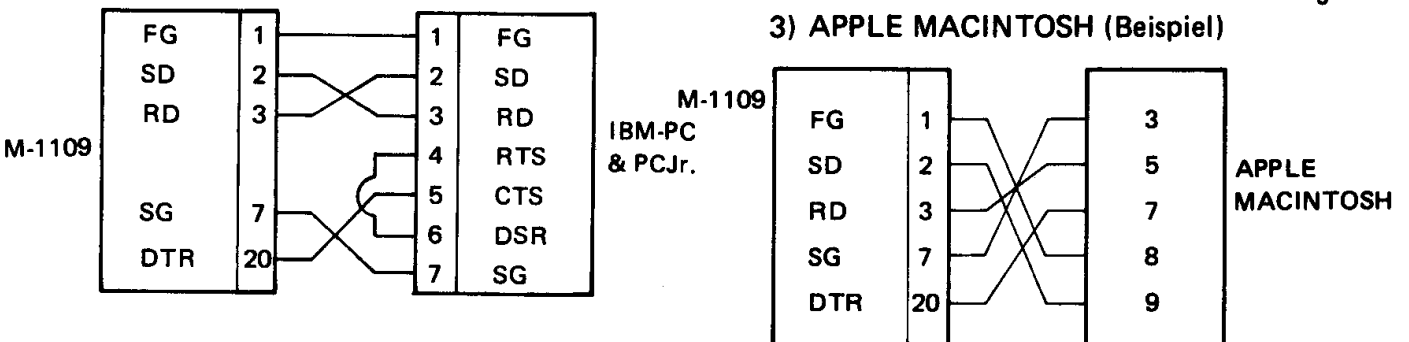 FG 1 1 FG
SD 2 2 SD
RD 3 3 RD
M-1109
4 RTS
5 CTS
SG 7
6 DSR
DTR 20
7 SG
IBM-PC
& PCJr.
3) APPLE MACINTOSH (Beispiel)
M-1109
FG 1 3
SD 2 5
RD 3 7
SG 7 8
DTR 20 9
APPLE
MACINTOSH